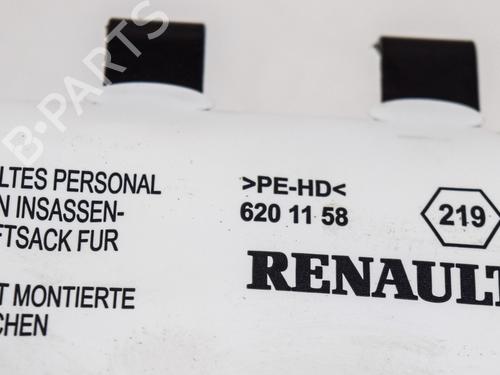 B-PARTS
LTES PERSONAL
N INSASSEN-
FTSACK FUR
T MONTIERTE
CHEN
>PE-HD<
620 11 58
219
RENAULT